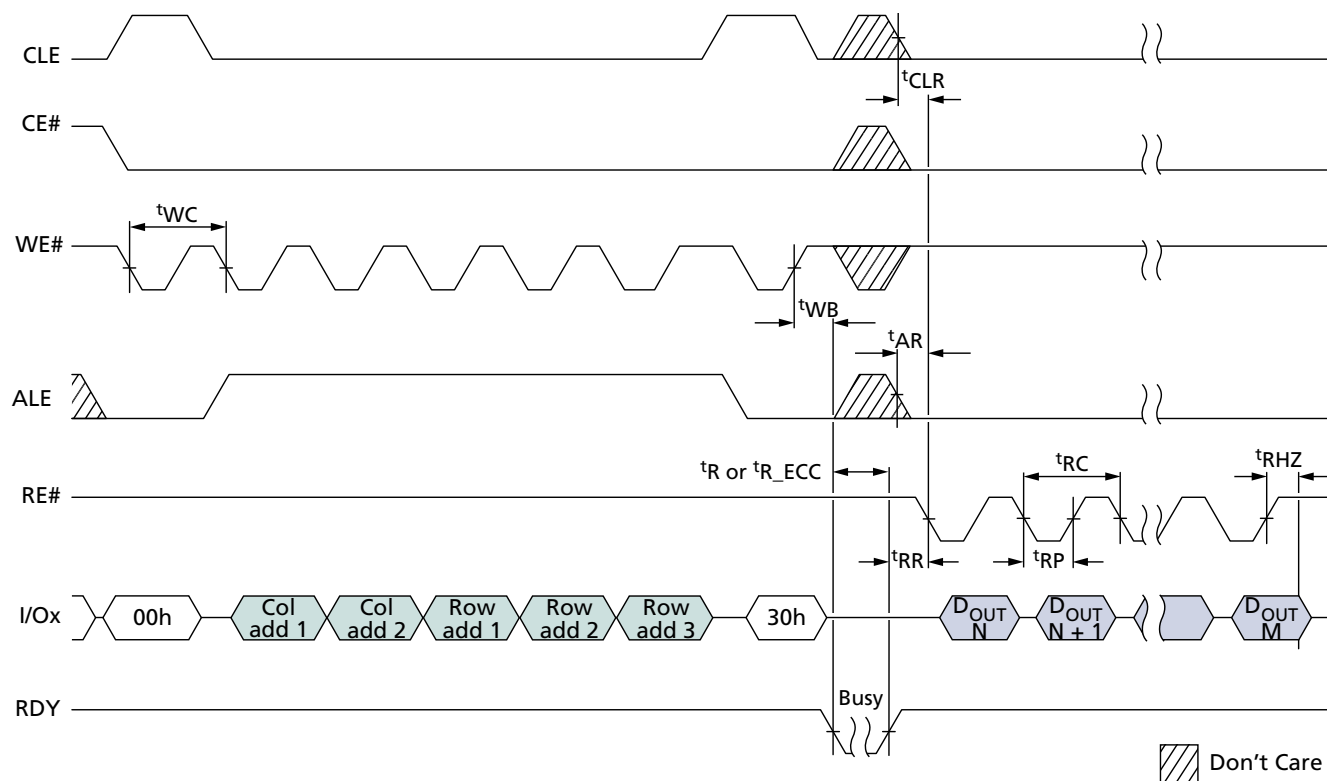 CLE
tCLR
CE#
tWC
WE#
tWB
tAR
ALE
tR or tR_ECC
tRC
tRHZ
RE#
tRR
tRP
I/Ox
00h
Col
add 1
Col
add 2
Row
add 1
Row
add 2
Row
add 3
30h
DOUT
N
DOUT
N + 1
DOUT
M
RDY
Busy
Don't Care